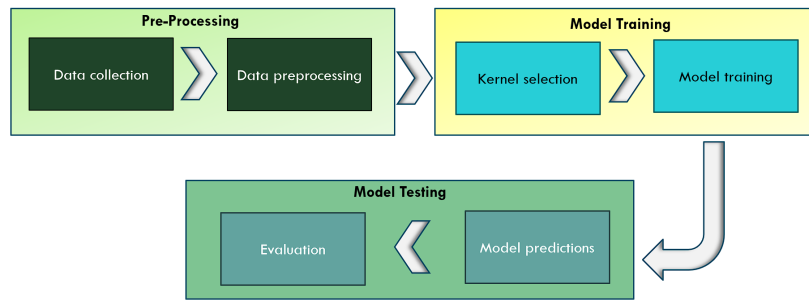 Pre-Processing
Data collection
Data preprocessing
Model Training
Kernel selection
Model training
Model Testing
Evaluation
Model predictions